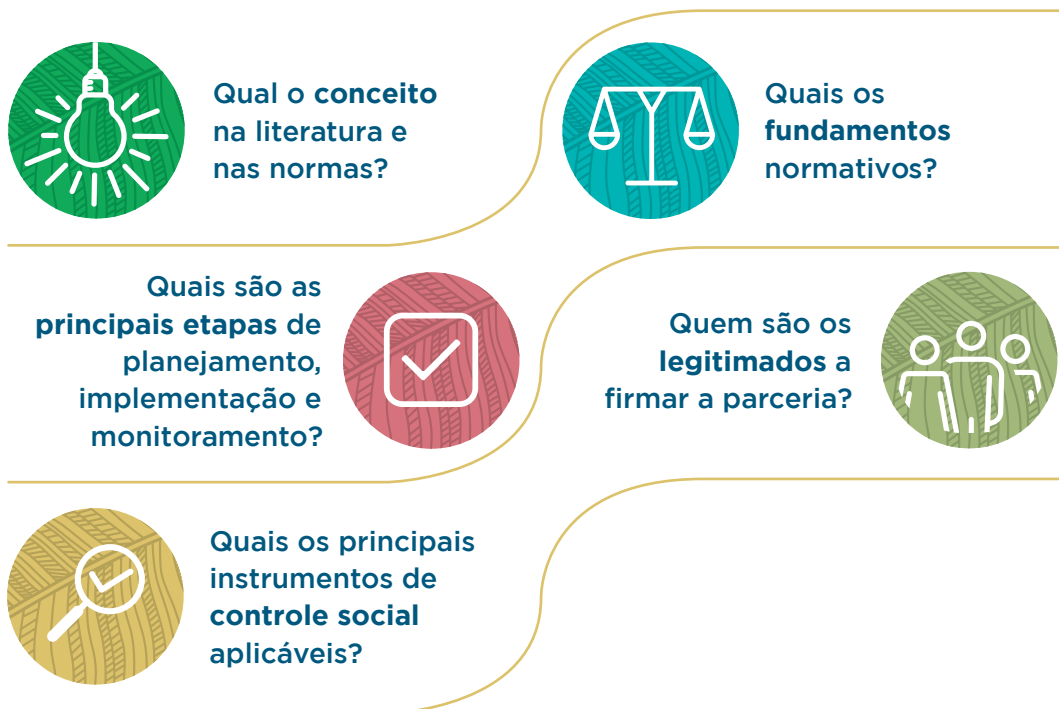 Qual o conceito
na literatura e
nas normas?
Quais os
fundamentos
normativos?
Quais são as
principais etapas de
planejamento,
implementação e
monitoramento?
Quem são os
legitimados a
firmar a parceria?
Quais os principais
instrumentos de
controle social
aplicáveis?